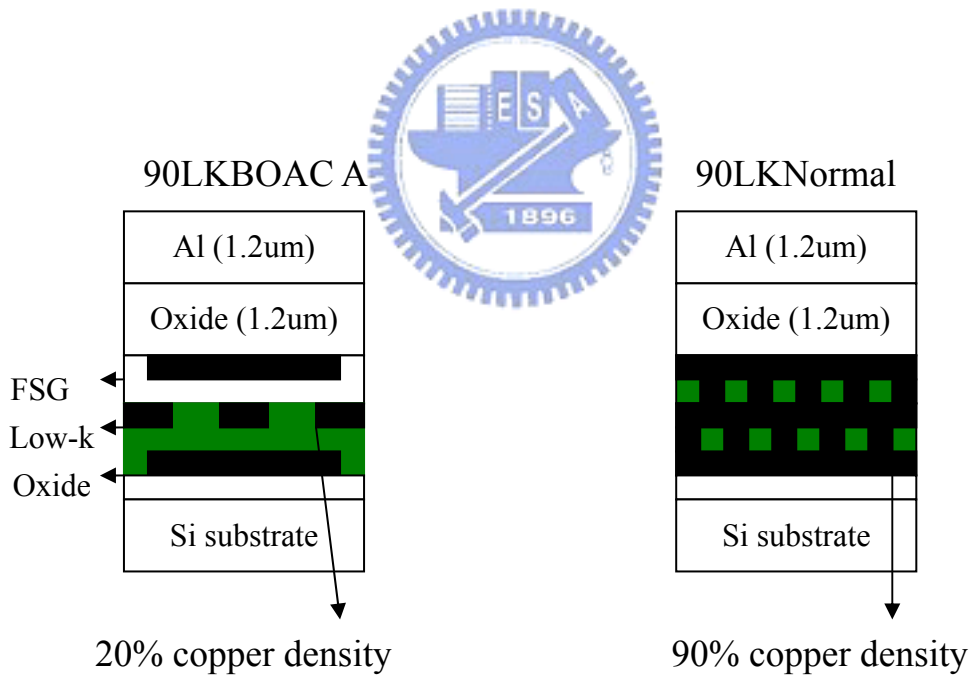 ESA
1896
90LKBOAC A
90LKNormal
Al (1.2um)
Al (1.2um)
Oxide (1.2um)
Oxide (1.2um)
FSG
Low-k
Oxide
Si substrate
Si substrate
20% copper density
90% copper density